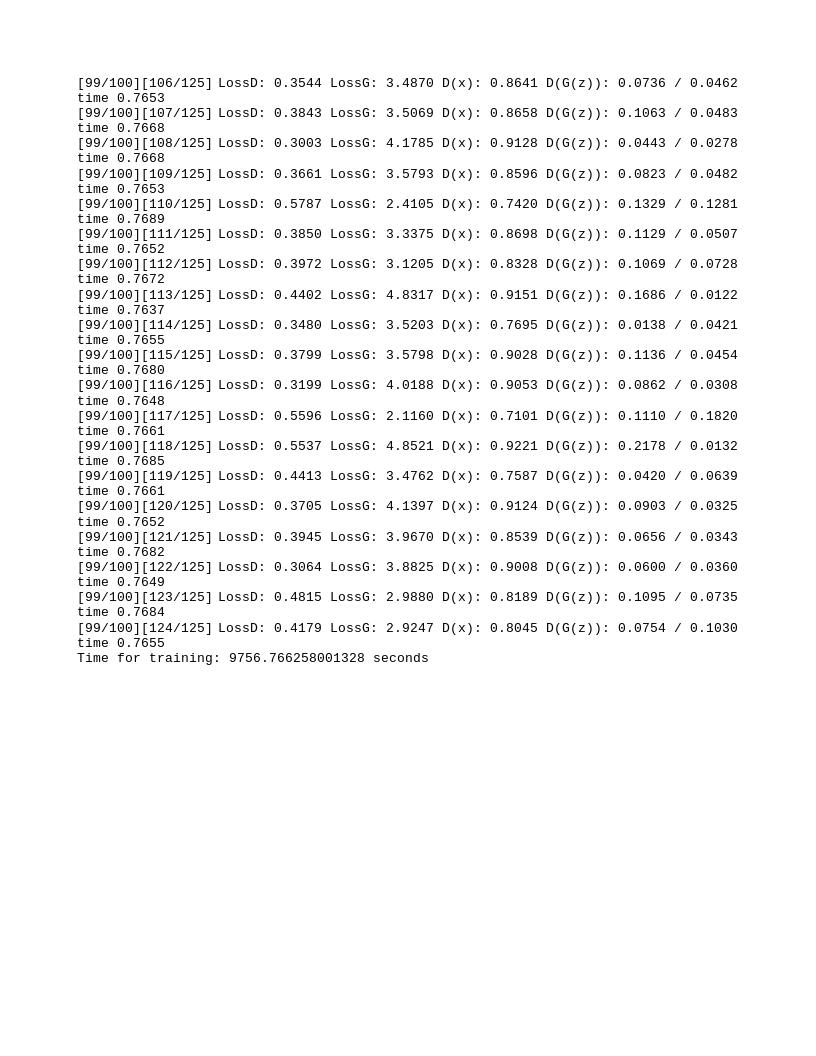 [99/100][106/125] LossD: 0.3544 LossG: 3.4870 D(x): 0.8641 D(G(z)): 0.0736 / 0.0462
time 0.7653
[99/100][107/125] LossD: 0.3843 LossG: 3.5069 D(x): 0.8658 D(G(z)): 0.1063 / 0.0483
time 0.7668
[99/100][108/125] LossD: 0.3003 LossG: 4.1785 D(x): 0.9128 D(G(z)): 0.0443 / 0.0278
time 0.7668
[99/100][109/125] LossD: 0.3661 LossG: 3.5793 D(x): 0.8596 D(G(z)): 0.0823 / 0.0482
time 0.7653
[99/100][110/125] LossD: 0.5787 LossG: 2.4105 D(x): 0.7420 D(G(z)): 0.1329 / 0.1281
time 0.7689
[99/100][111/125] LossD: 0.3850 LossG: 3.3375 D(x): 0.8698 D(G(z)): 0.1129 / 0.0507
time 0.7652
[99/100][112/125] LossD: 0.3972 LossG: 3.1205 D(x): 0.8328 D(G(z)): 0.1069 / 0.0728
time 0.7672
[99/100][113/125] LossD: 0.4402 LossG: 4.8317 D(x): 0.9151 D(G(z)): 0.1686 / 0.0122
time 0.7637
[99/100][114/125] LossD: 0.3480 LossG: 3.5203 D(x): 0.7695 D(G(z)): 0.0138 / 0.0421
time 0.7655
[99/100][115/125] LossD: 0.3799 LossG: 3.5798 D(x): 0.9028 D(G(z)): 0.1136 / 0.0454
time 0.7680
[99/100][116/125] LossD: 0.3199 LossG: 4.0188 D(x): 0.9053 D(G(z)): 0.0862 / 0.0308
time 0.7648
[99/100][117/125] LossD: 0.5596 LossG: 2.1160 D(x): 0.7101 D(G(z)): 0.1110 / 0.1820
time 0.7661
[99/100][118/125] LossD: 0.5537 LossG: 4.8521 D(x): 0.9221 D(G(z)): 0.2178 / 0.0132
time 0.7685
[99/100][119/125] LossD: 0.4413 LossG: 3.4762 D(x): 0.7587 D(G(z)): 0.0420 / 0.0639
time 0.7661
[99/100][120/125] LossD: 0.3705 LossG: 4.1397 D(x): 0.9124 D(G(z)): 0.0903 / 0.0325
time 0.7652
[99/100][121/125] LossD: 0.3945 LossG: 3.9670 D(x): 0.8539 D(G(z)): 0.0656 / 0.0343
time 0.7682
[99/100][122/125] LossD: 0.3064 LossG: 3.8825 D(x): 0.9008 D(G(z)): 0.0600 / 0.0360
time 0.7649
[99/100][123/125] LossD: 0.4815 LossG: 2.9880 D(x): 0.8189 D(G(z)): 0.1095 / 0.0735
time 0.7684
[99/100][124/125] LossD: 0.4179 LossG: 2.9247 D(x): 0.8045 D(G(z)): 0.0754 / 0.1030
time 0.7655
Time for training: 9756.766258001328 seconds